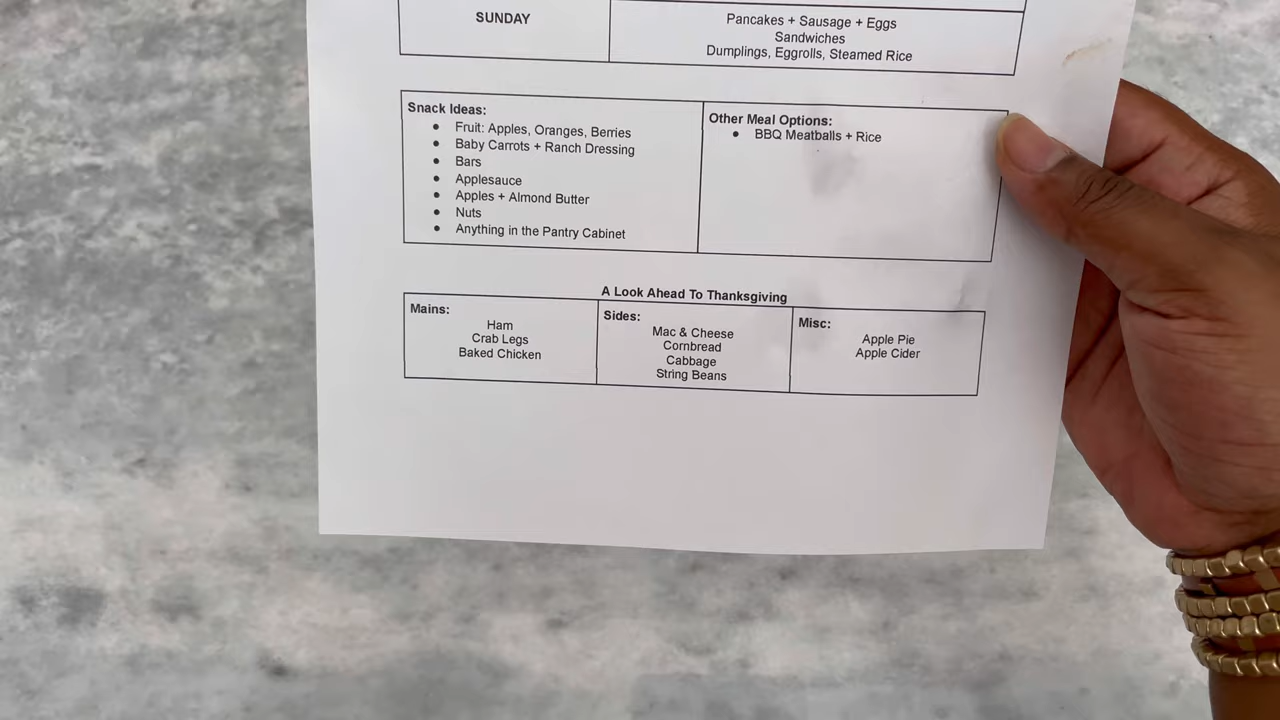 SUNDAY
Pancakes + Sausage + Eggs
Sandwiches
Dumplings, Eggrolls, Steamed Rice
Snack Ideas:
• Fruit: Apples, Oranges, Berries
• Baby Carrots + Ranch Dressing
• Bars
• Applesauce
• Apples + Almond Butter
• Nuts
• Anything in the Pantry Cabinet
Other Meal Options:
• BBQ Meatballs + Rice
A Look Ahead To Thanksgiving
Mains:
Ham
Crab Legs
Baked Chicken
Sides:
Mac & Cheese
Cornbread
Cabbage
String Beans
Misc:
Apple Pie
Apple Cider